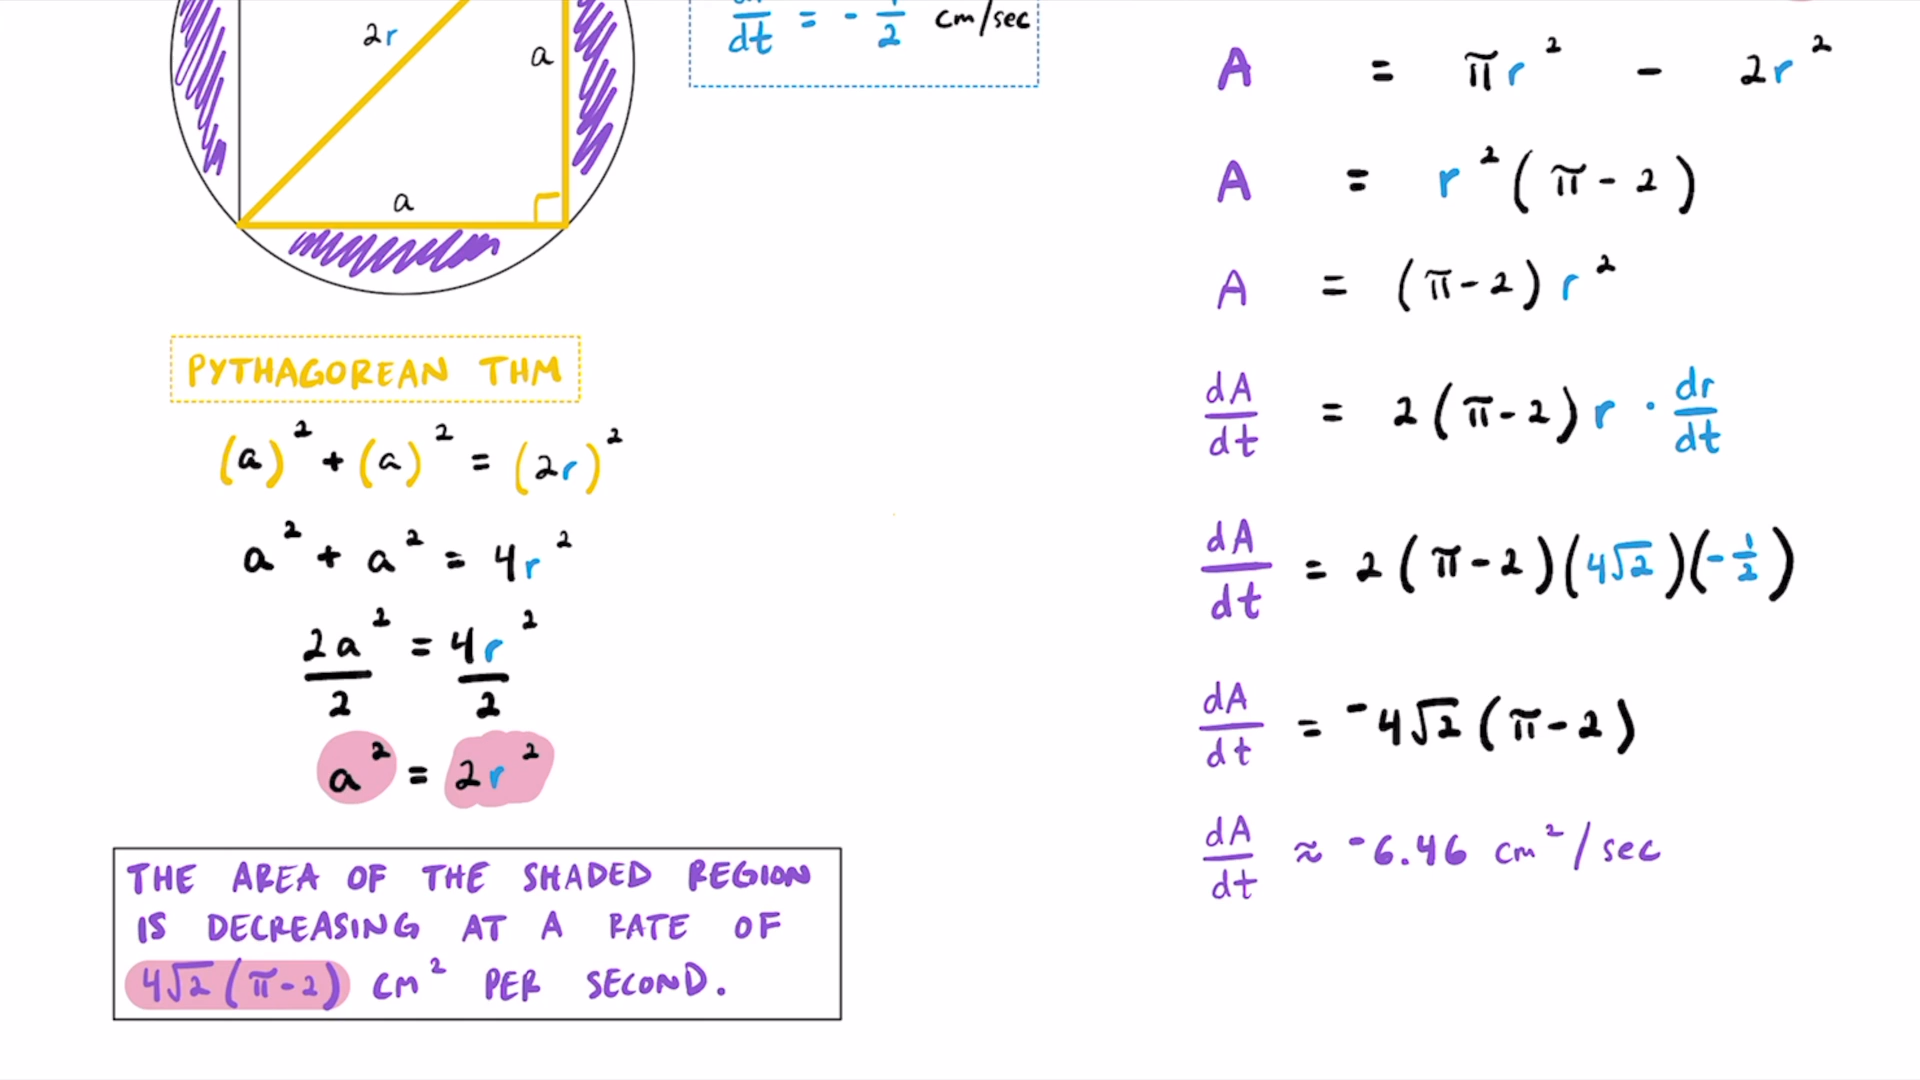 2r
a
a
dt = - 2 cm/sec
PYTHAGOREAN THM
(a)² + (a)² = (2r)²
a² + a² = 4r²
2a²/2 = 4r²/2
a² = 2r²
THE AREA OF THE SHADED REGION
IS DECREASING AT A RATE OF
4√2(π-2) cm² PER SECOND.
A = πr² - 2r²
A = r²(π-2)
A = (π-2)r²
dA/dt = 2(π-2)r · dr/dt
dA/dt = 2(π-2)(4√2)(-1/2)
dA/dt = -4√2(π-2)
dA/dt ≈ -6.46 cm²/sec